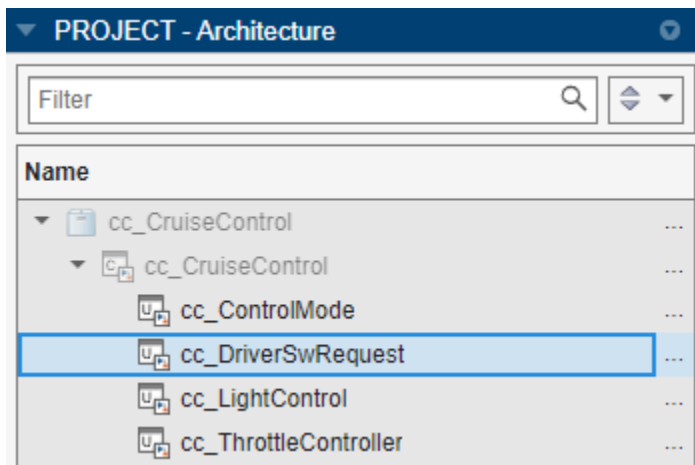 PROJECT - Architecture
Filter
Name
cc_CruiseControl ...
C cc_CruiseControl ...
U cc_ControlMode ...
U cc_DriverSwRequest ...
U cc_LightControl ...
U cc_ThrottleController ...